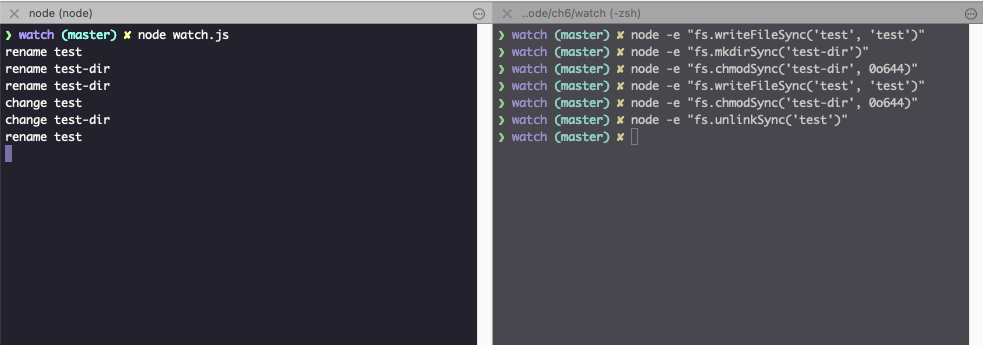 node (node)
❯ watch (master) ✘ node watch.js
rename test
rename test-dir
rename test-dir
change test
change test-dir
rename test
..ode/ch6/watch (-zsh)
❯ watch (master) ✘ node -e "fs.writeFileSync('test', 'test')"
❯ watch (master) ✘ node -e "fs.mkdirSync('test-dir')"
❯ watch (master) ✘ node -e "fs.chmodSync('test-dir', 0o644)"
❯ watch (master) ✘ node -e "fs.writeFileSync('test', 'test')"
❯ watch (master) ✘ node -e "fs.chmodSync('test-dir', 0o644)"
❯ watch (master) ✘ node -e "fs.unlinkSync('test')"
❯ watch (master) ✘